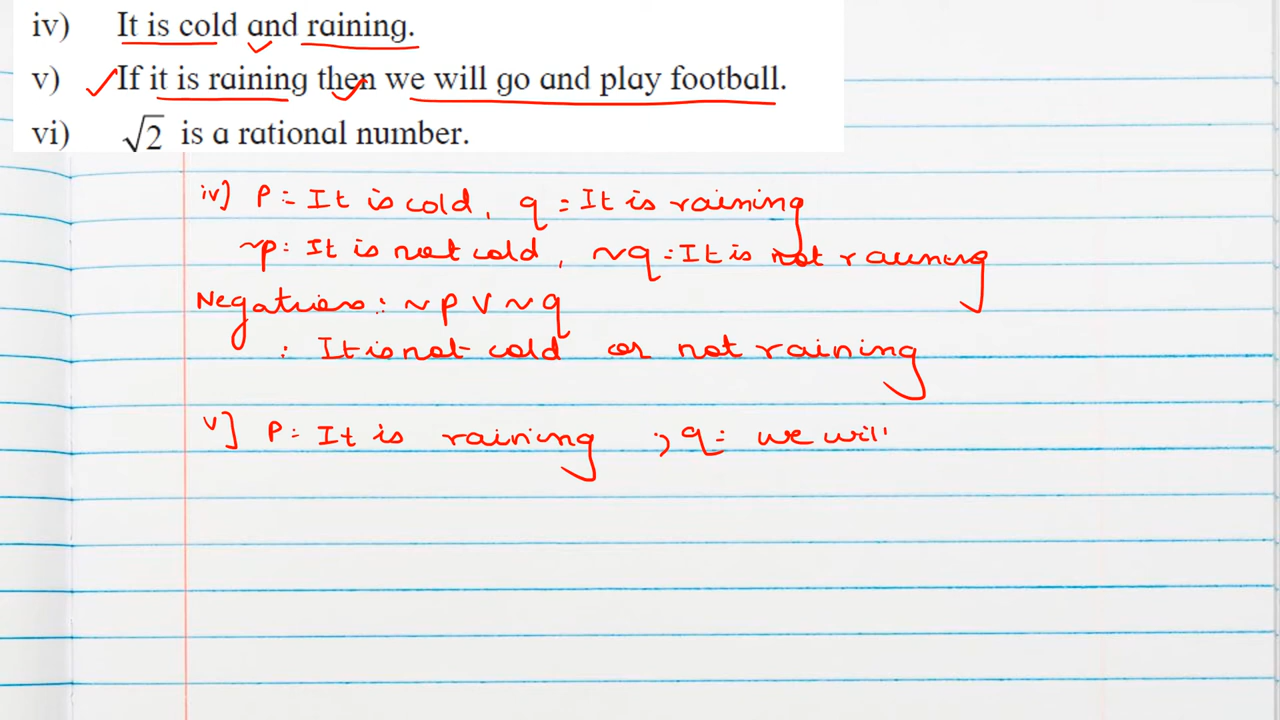 iv) It is cold and raining.
v) If it is raining then we will go and play football.
vi) √2 is a rational number.
iv) p = It is cold, q = It is raining
~p: It is not cold, ~q = It is not raining
Negations: ~p ∨ ~q
: It is not cold or not raining
v] p = It is raining ; q = we will